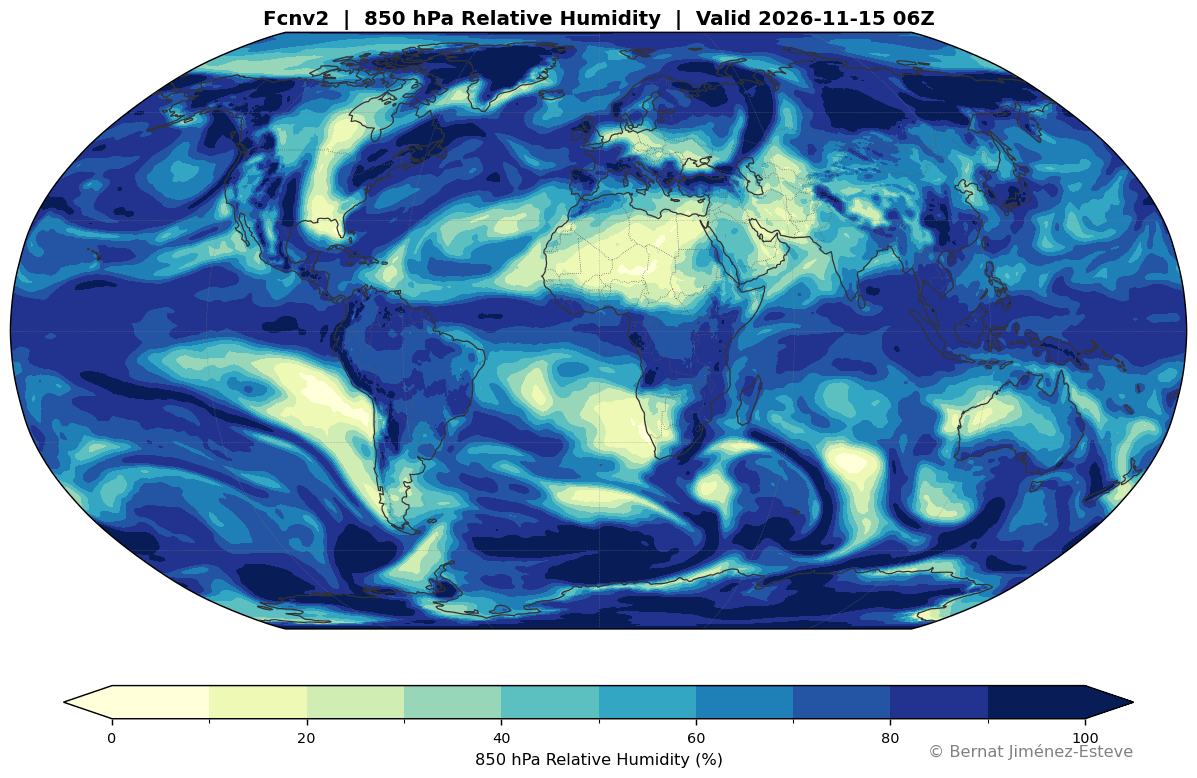 Fcnv2 | 850 hPa Relative Humidity | Valid 2026-11-15 06Z
0 20 40 60 80 100
850 hPa Relative Humidity (%)
© Bernat Jiménez-Esteve